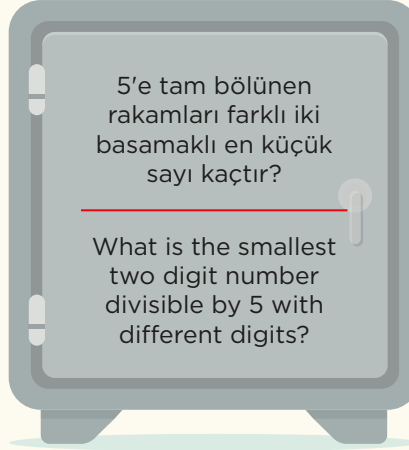 5'e tam bölünen
rakamları farklı iki
basamaklı en küçük
sayı kaçtır?
What is the smallest
two digit number
divisible by 5 with
different digits?